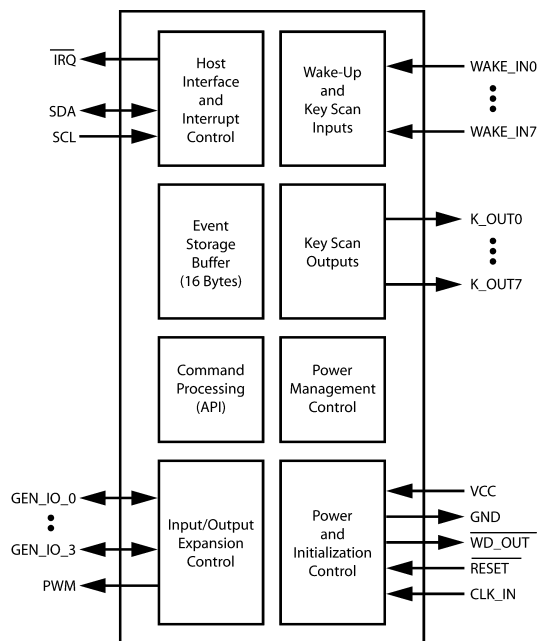 IRQ
SDA
SCL
Host
Interface
and
Interrupt
Control
Wake-Up
and
Key Scan
Inputs
WAKE_IN0
WAKE_IN7
Event
Storage
Buffer
(16 Bytes)
Key Scan
Outputs
K_OUT0
K_OUT7
Command
Processing
(API)
Power
Management
Control
GEN_IO_0
GEN_IO_3
PWM
Input/Output
Expansion
Control
Power
and
Initialization
Control
VCC
GND
WD_OUT
RESET
CLK_IN